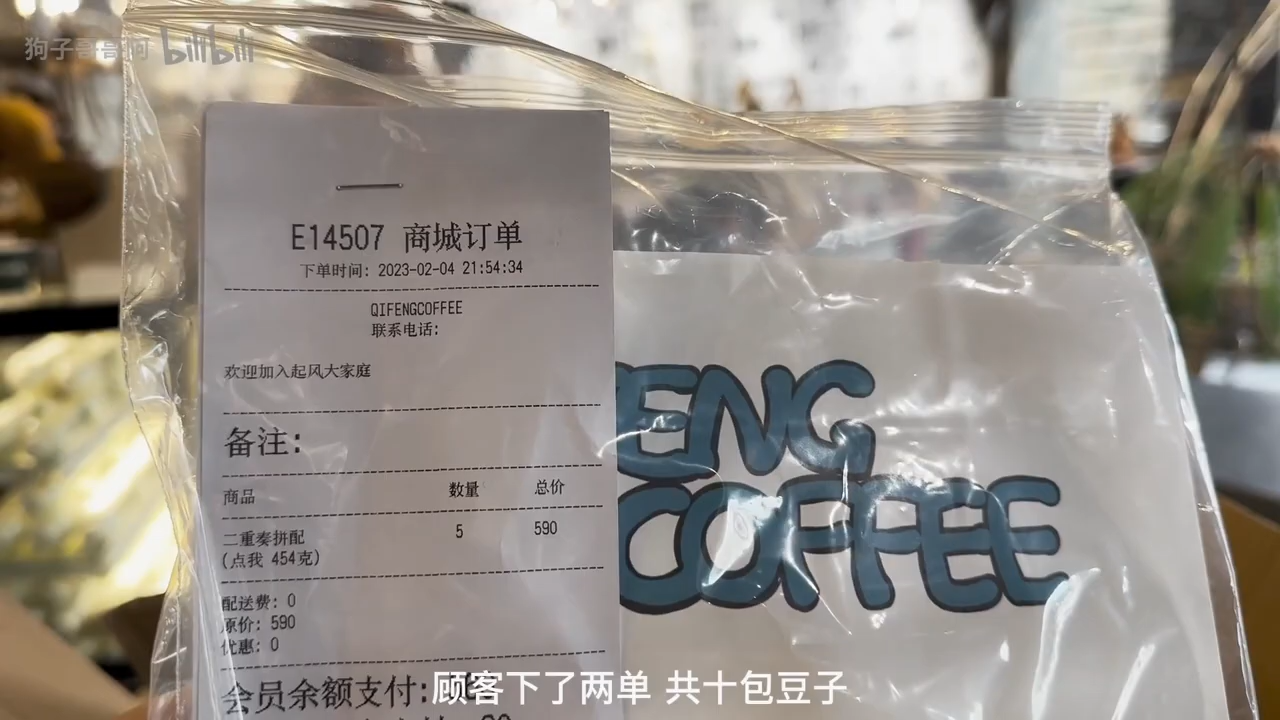 狗子哥哥阿 bilibili
E14507 商城订单
下单时间: 2023-02-04 21:54:34
QIFENGCOFFEE
联系电话:
欢迎加入起风大家庭
备注:
商品 数量 总价
二重奏拼配 5 590
(点我 454克)
配送费: 0
原价: 590
优惠: 0
会员余额支付:
ENG
COFFEE
顾客下了两单 共十包豆子